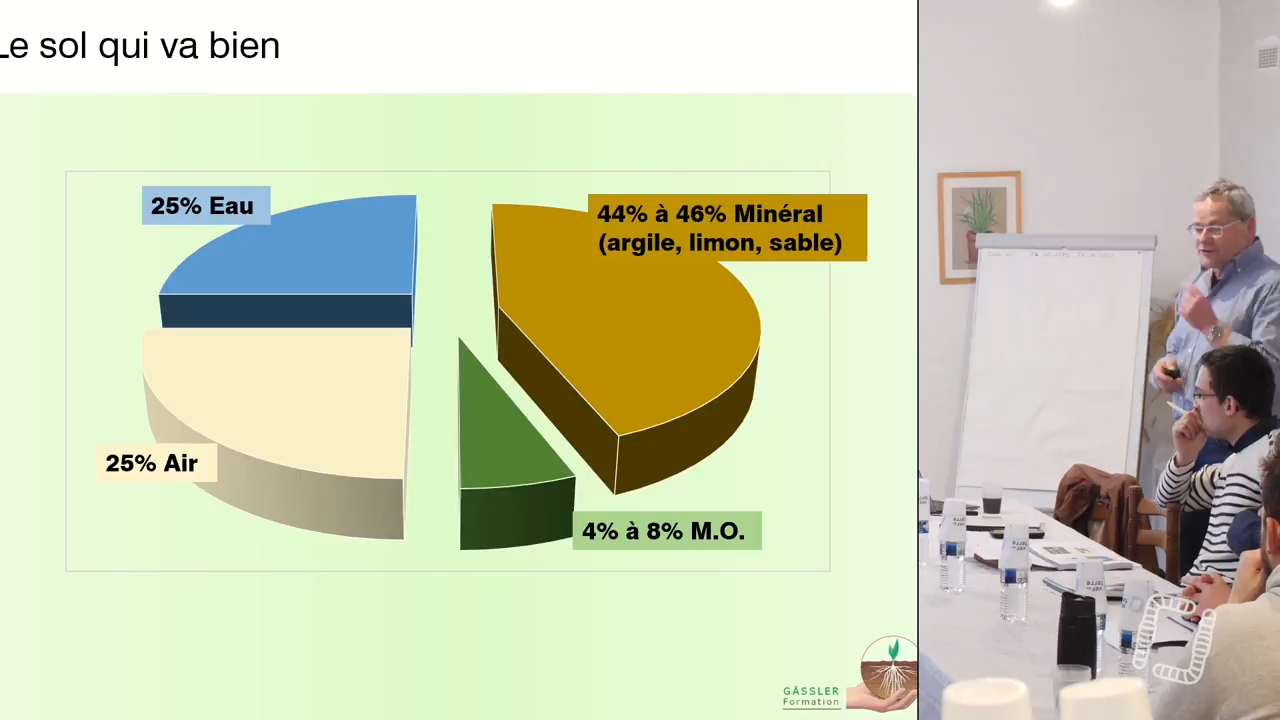 Le sol qui va bien
25% Eau
44% à 46% Minéral
(argile, limon, sable)
25% Air
4% à 8% M.O.
GÄSSLER
Formation